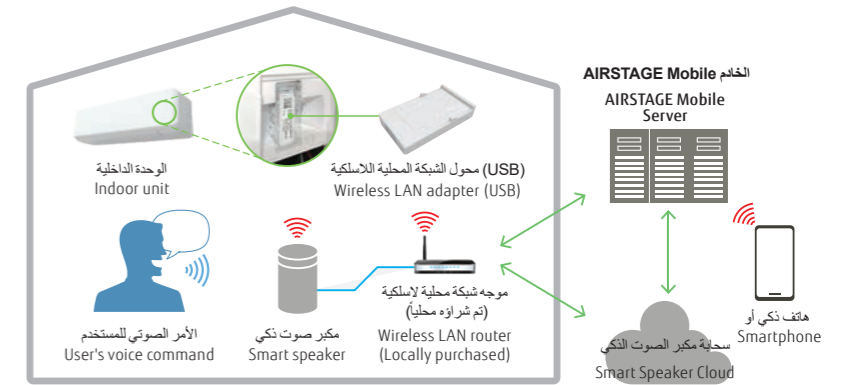 الخادم AIRSTAGE Mobile
AIRSTAGE Mobile
Server
الوحدة الداخلية
Indoor unit
محول الشبكة المحلية اللاسلكية (USB)
Wireless LAN adapter (USB)
الأمر الصوتي للمستخدم
User's voice command
مكبر صوت ذكي
Smart speaker
موجه شبكة محلية لاسلكية
(تم شراؤه محلياً)
Wireless LAN router
(Locally purchased)
سحابة مكبر الصوت الذكي
Smart Speaker Cloud
هاتف ذكي أو
Smartphone